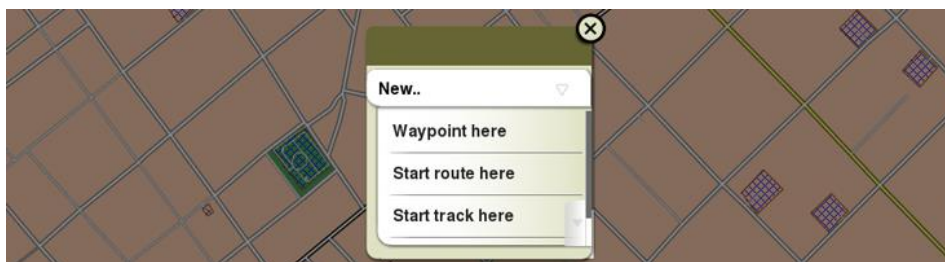 New..
Waypoint here
Start route here
Start track here